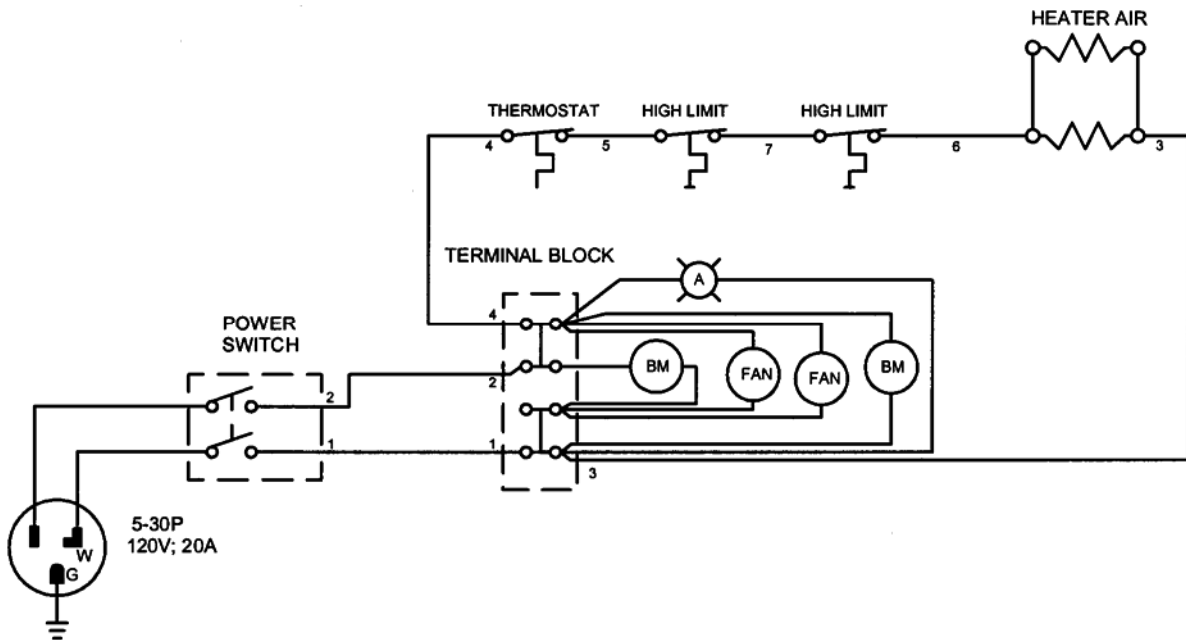 HEATER AIR
THERMOSTAT
HIGH LIMIT
HIGH LIMIT
4
5
7
6
3
TERMINAL BLOCK
A
4
POWER
SWITCH
BM
FAN
FAN
BM
2
2
1
1
3
5-30P
120V; 20A
W
G